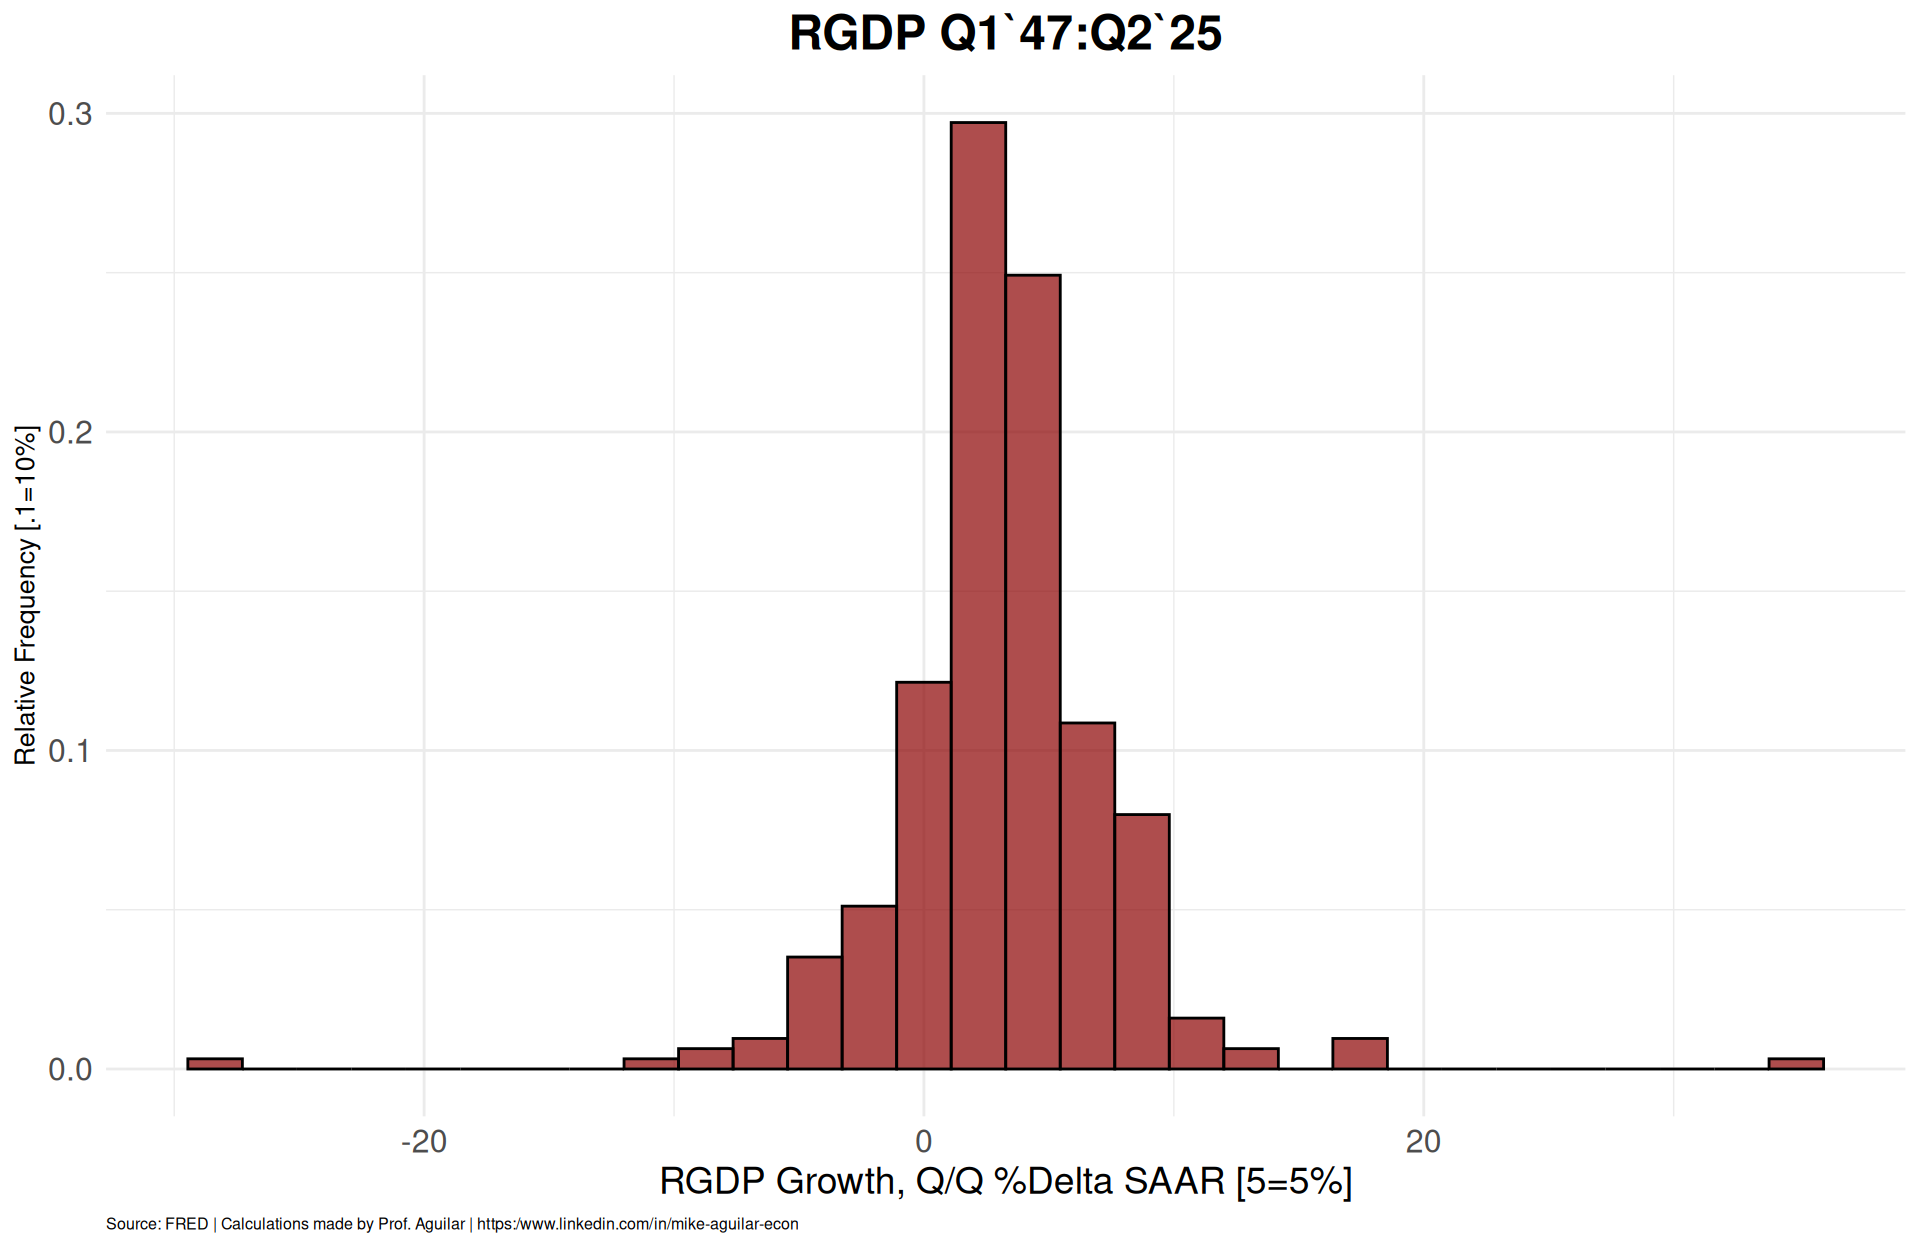 RGDP Q1`47:Q2`25
Relative Frequency [.1=10%]
0.3
0.2
0.1
0.0
-20 0 20
RGDP Growth, Q/Q %Delta SAAR [5=5%]
Source: FRED | Calculations made by Prof. Aguilar | https:/www.linkedin.com/in/mike-aguilar-econ